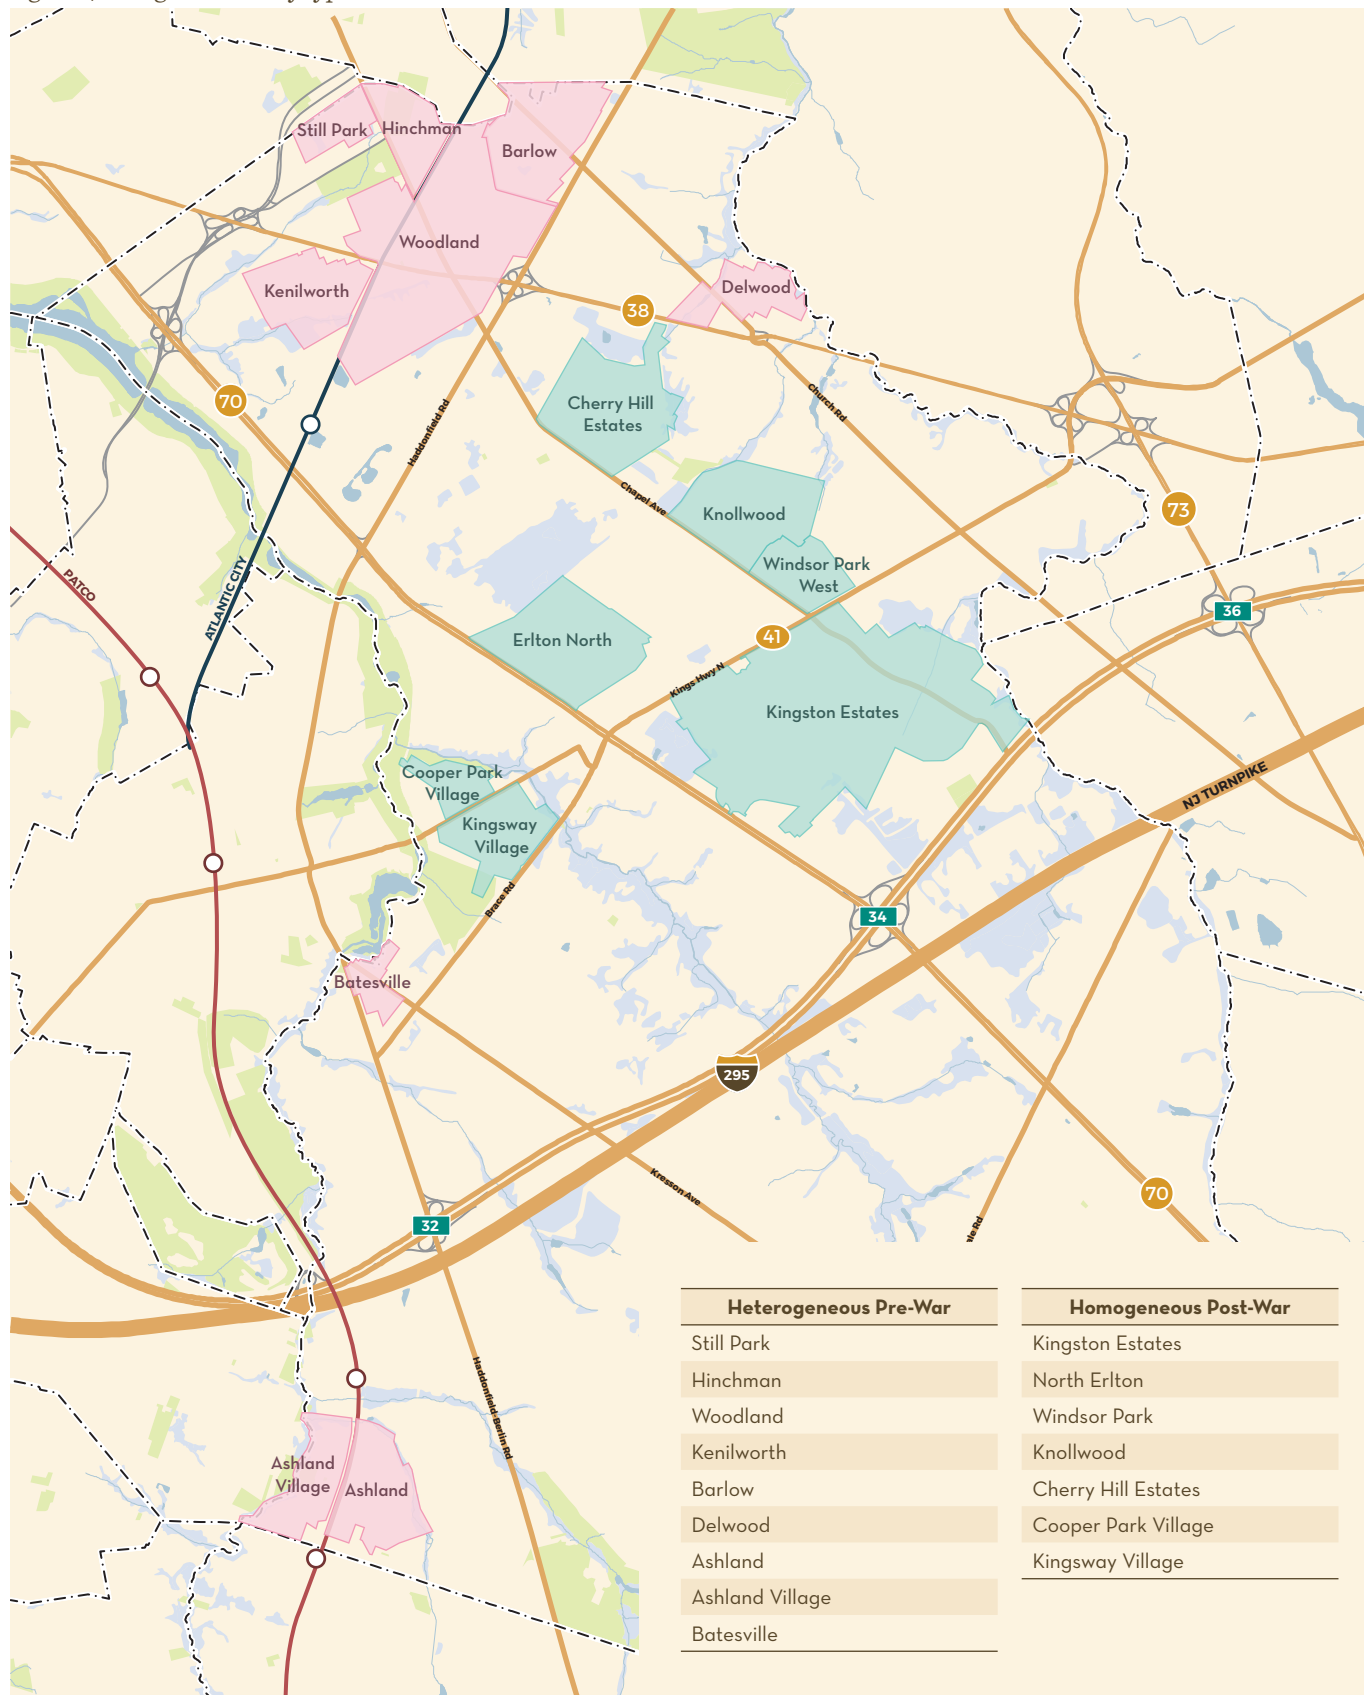 Still Park
Hinchman
Barlow
Woodland
Kenilworth
Delwood
38
70
Cherry Hill
Estates
Haddonfield Rd
Church Rd
Chapel Ave
Knollwood
73
Windsor Park
West
PATCO
ATLANTIC CITY
36
Erlton North
41
Kings Hwy N
Kingston Estates
Cooper Park
Village
NJ TURNPIKE
Kingsway
Village
Brace Rd
34
Batesville
295
Kresson Ave
70
32
ale Rd
Haddonfield-Berlin Rd
Ashland
Village
Ashland
Heterogeneous Pre-War
Still Park
Hinchman
Woodland
Kenilworth
Barlow
Delwood
Ashland
Ashland Village
Batesville
Homogeneous Post-War
Kingston Estates
North Erlton
Windsor Park
Knollwood
Cherry Hill Estates
Cooper Park Village
Kingsway Village